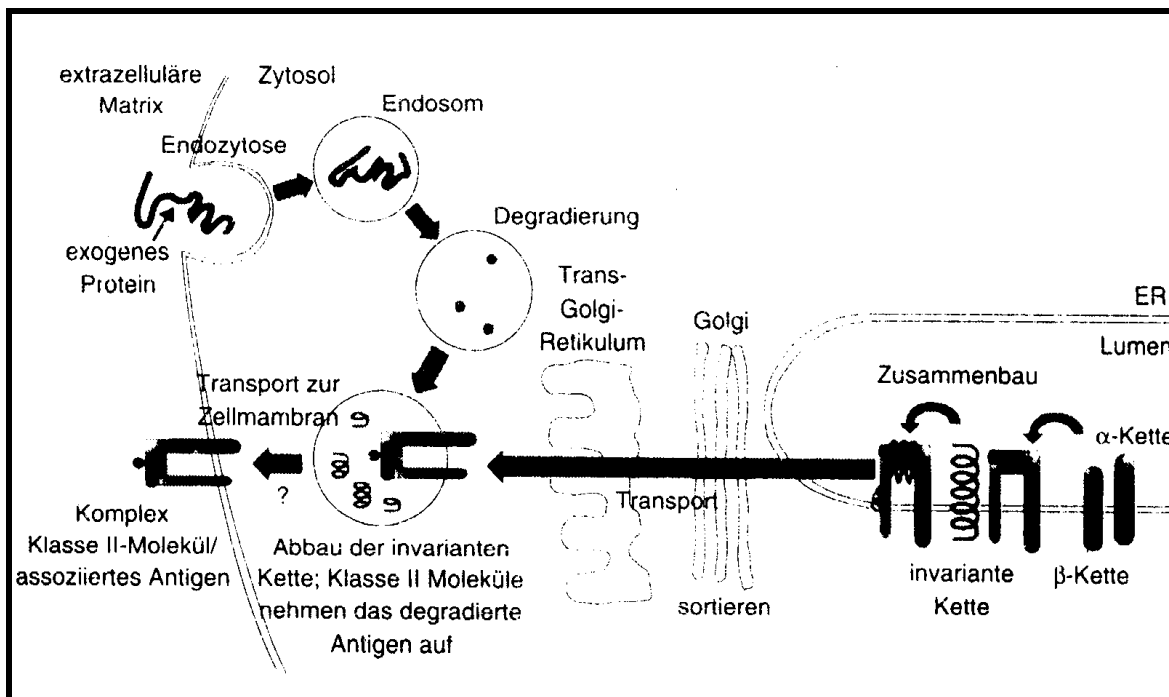 extrazelluläre
Matrix
Zytosol
Endosom
Endozytose
exogenes
Protein
Degradierung
Trans-
Golgi-
Retikulum
Golgi
ER
Lumen
Zusammenbau
α-Kette
Transport zur
Zellmambran
?
Transport
Komplex
Klasse II-Molekül/
assoziiertes Antigen
Abbau der invarianten
Kette; Klasse II Moleküle
nehmen das degradierte
Antigen auf
sortieren
invariante
Kette
β-Kette